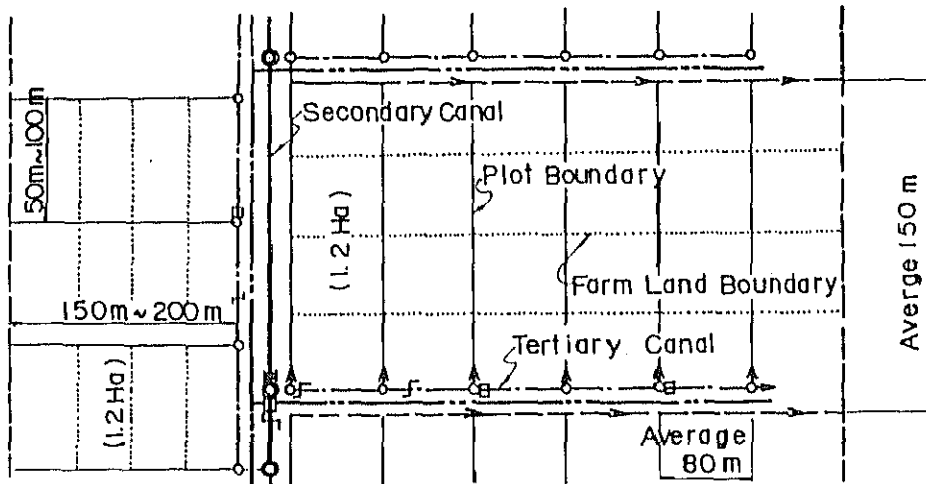 Secondary Canal
50m~100m
Plot Boundary
(1.2 Ha)
Farm Land Boundary
Averge 150 m
150m~200m
Tertiary Canal
(1.2 Ha)
Average
80m